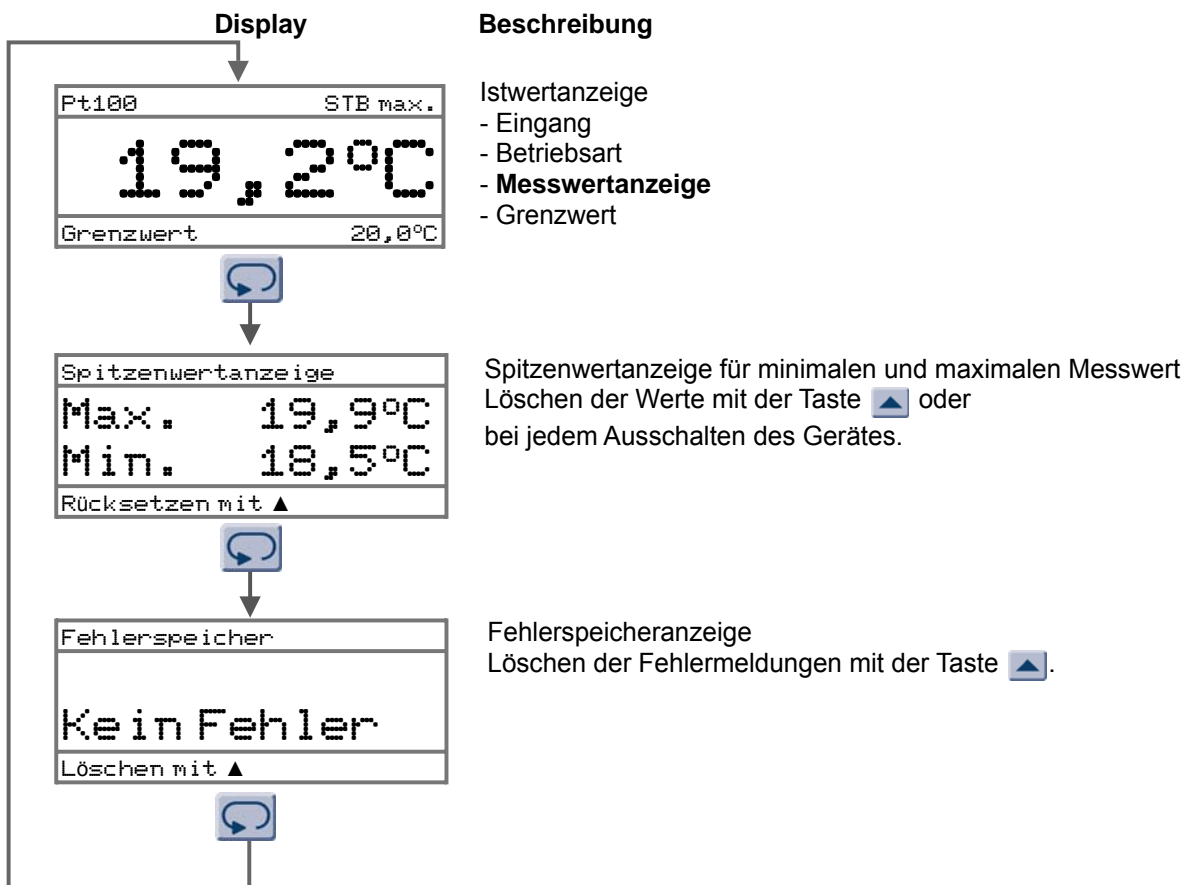 Display Beschreibung
Pt100 STB max.
19,2°C
Grenzwert 20,0°C
Istwertanzeige
- Eingang
- Betriebsart
- Messwertanzeige
- Grenzwert
Spitzenwertanzeige
Max. 19,9°C
Min. 18,5°C
Rücksetzen mit ▲
Spitzenwertanzeige für minimalen und maximalen Messwert
Löschen der Werte mit der Taste ▲ oder
bei jedem Ausschalten des Gerätes.
Fehlerspeicher
Kein Fehler
Löschen mit ▲
Fehlerspeicheranzeige
Löschen der Fehlermeldungen mit der Taste ▲.